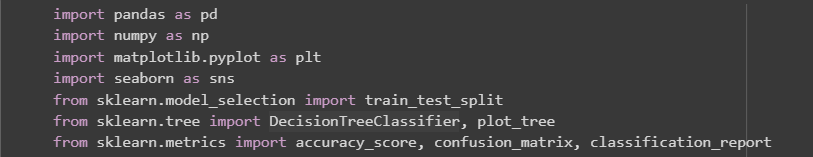 import pandas as pd
import numpy as np
import matplotlib.pyplot as plt
import seaborn as sns
from sklearn.model_selection import train_test_split
from sklearn.tree import DecisionTreeClassifier, plot_tree
from sklearn.metrics import accuracy_score, confusion_matrix, classification_report